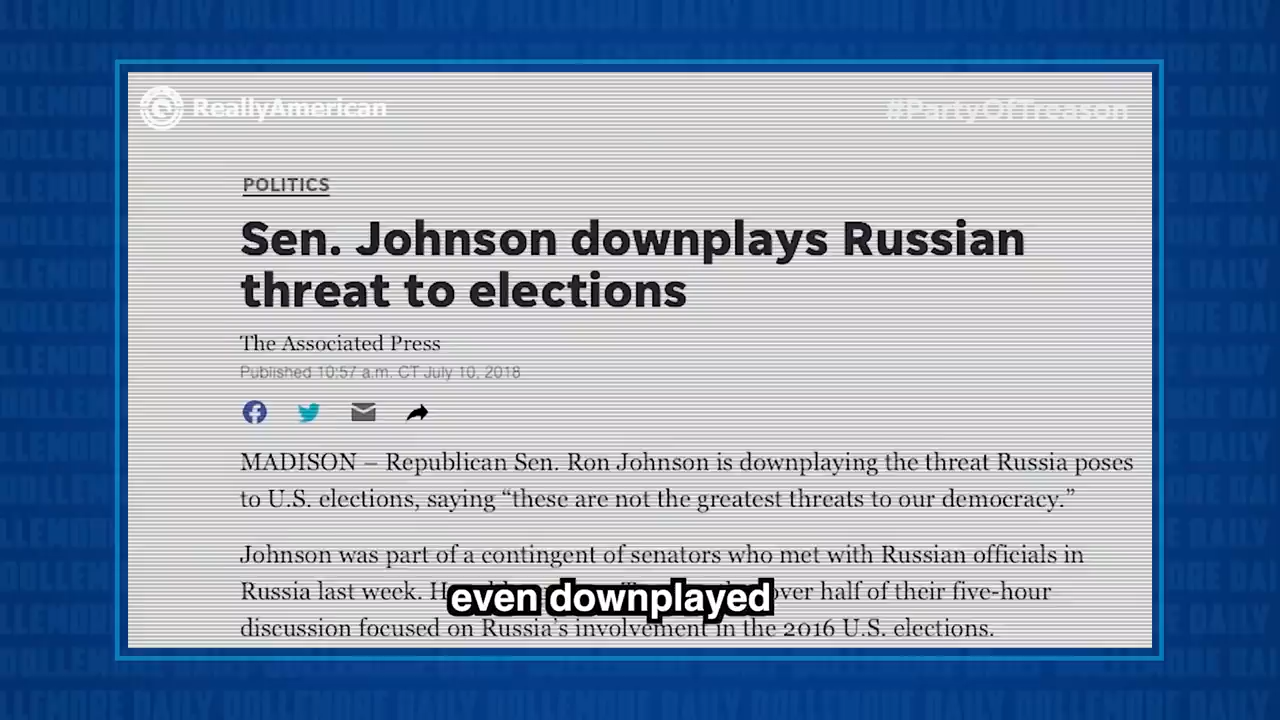 ReallyAmerican
#PartyOfTreason
POLITICS
Sen. Johnson downplays Russian
threat to elections
The Associated Press
Published 10:57 a.m. CT July 10, 2018
MADISON – Republican Sen. Ron Johnson is downplaying the threat Russia poses
to U.S. elections, saying “these are not the greatest threats to our democracy.”
Johnson was part of a contingent of senators who met with Russian officials in
Russia last week. over half of their five-hour
even downplayed
discussion focused on Russia’s involvement in the 2016 U.S. elections.